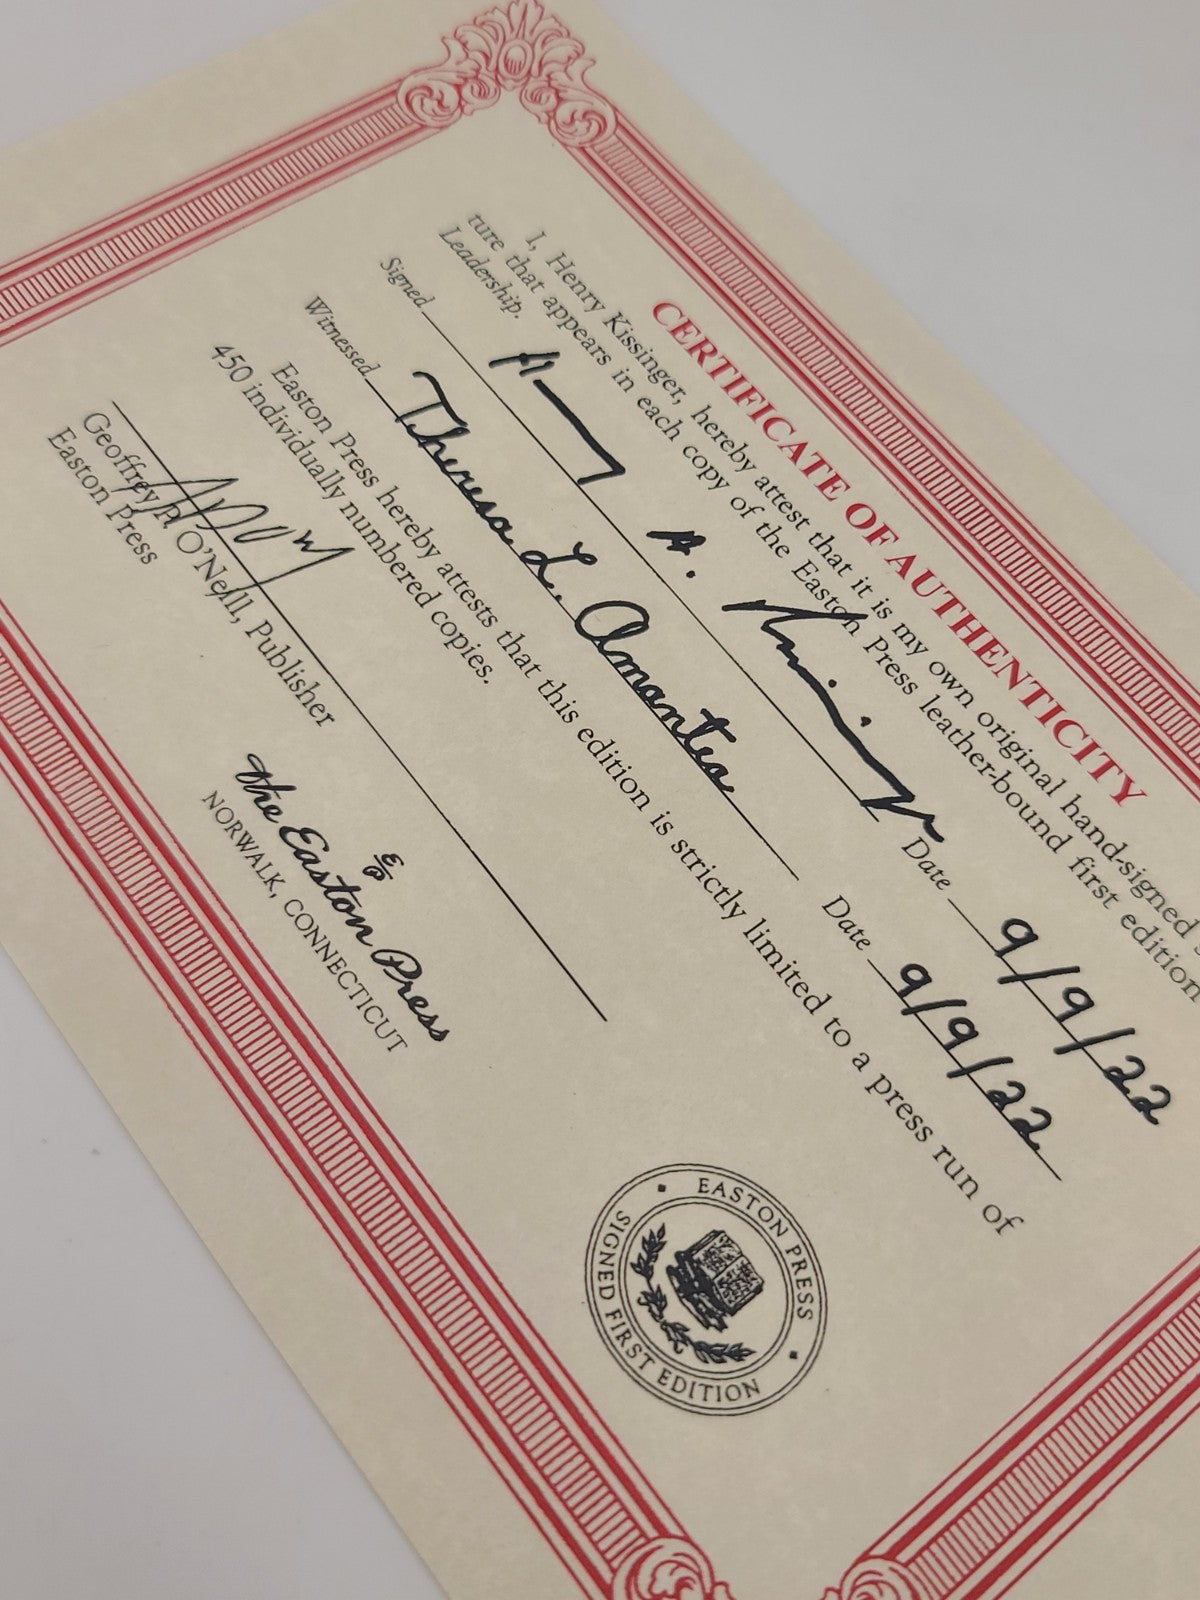 CERTIFICATE OF AUTHENTICITY
I, Henry Kissinger, hereby attest that it is my own original hand-signed
ture that appears in each copy of the Easton Press leather-bound first edition
Leadership.
Signed Henry A. Kissinger Date 9/9/22
Witnessed Theresa L. Amantea Date 9/9/22
Easton Press hereby attests that this edition is strictly limited to a press run of
450 individually numbered copies.
Geoffrey R. O'Neill, Publisher
Easton Press
the Easton Press
NORWALK, CONNECTICUT
EASTON PRESS
SIGNED FIRST EDITION